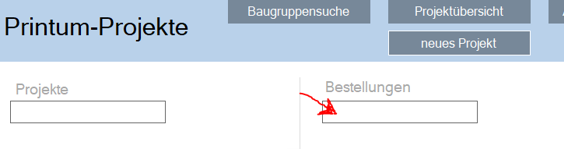 Printum-Projekte
Baugruppensuche
Projektübersicht
neues Projekt
Projekte
Bestellungen